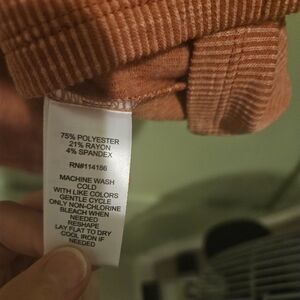 75% POLYESTER
21% RAYON
4% SPANDEX
RN#114186
MACHINE WASH
COLD
WITH LIKE COLORS
GENTLE CYCLE
ONLY NON-CHLORINE
BLEACH WHEN
NEEDED
RESHAPE
LAY FLAT TO DRY
COOL IRON IF
NEEDED